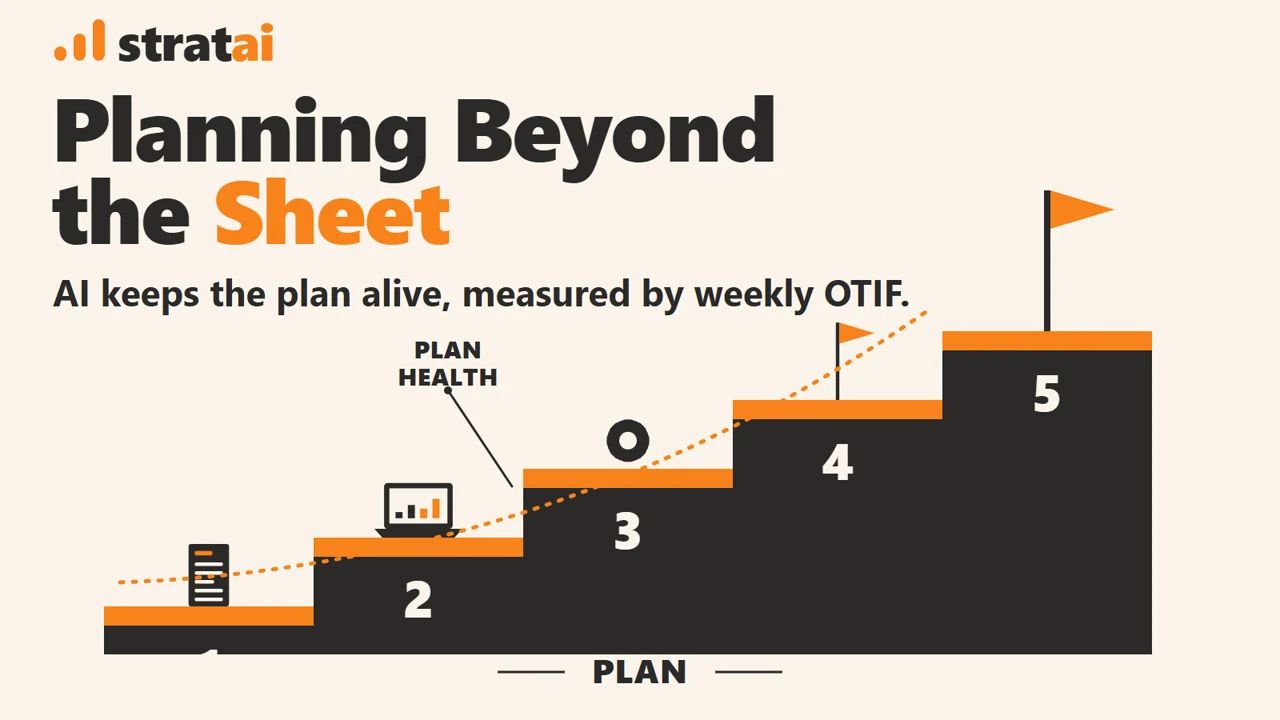 stratai
Planning Beyond
the Sheet
AI keeps the plan alive, measured by weekly OTIF.
PLAN
HEALTH
5
4
3
2
PLAN